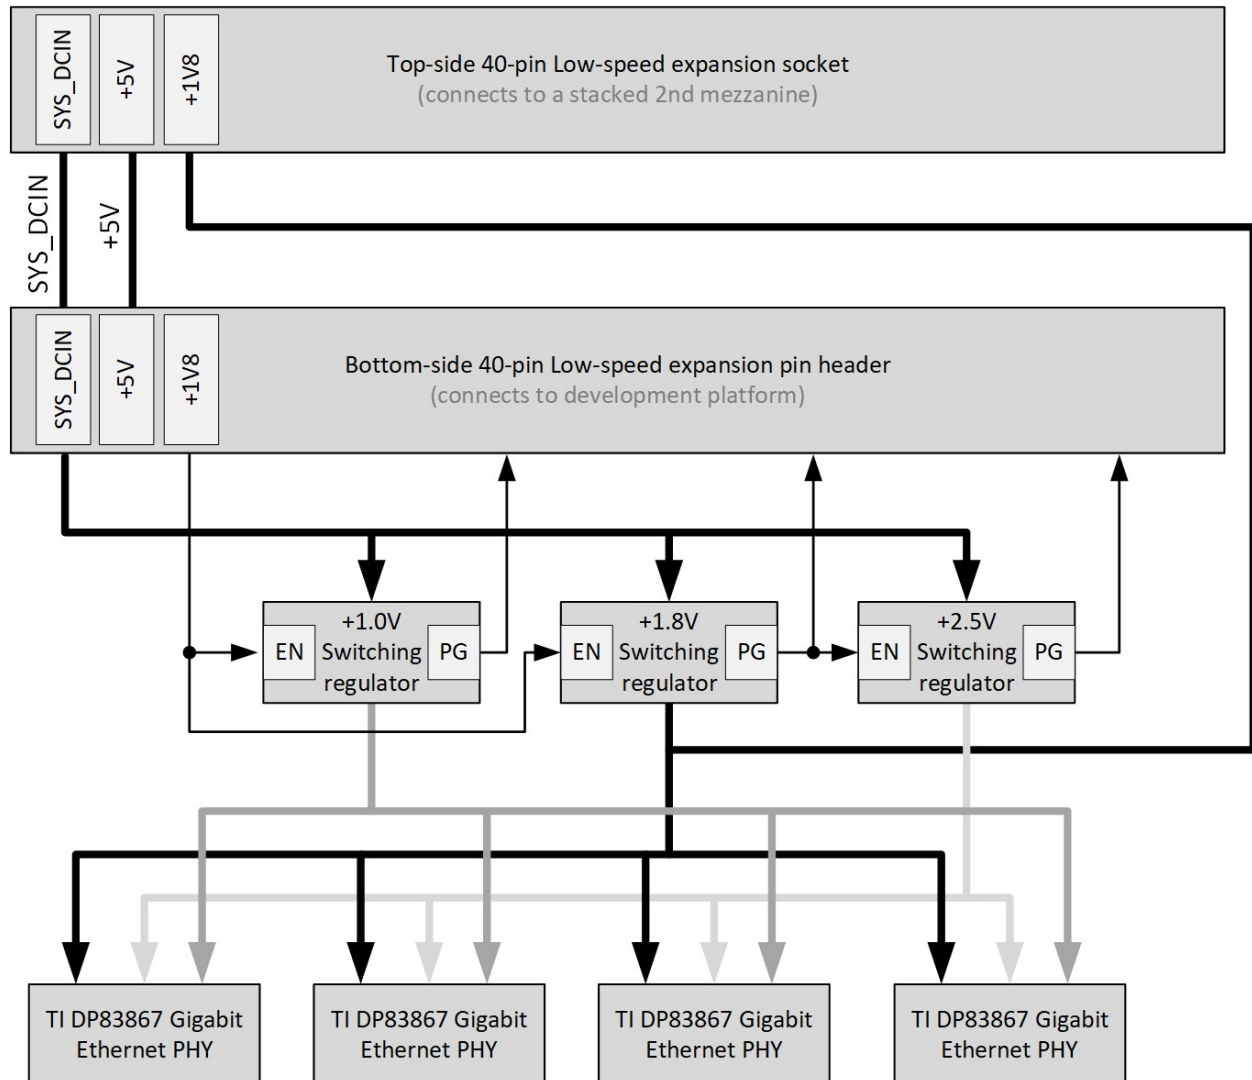 SYS_DCIN
+5V
+1V8
Top-side 40-pin Low-speed expansion socket
(connects to a stacked 2nd mezzanine)
SYS_DCIN
+5V
SYS_DCIN
+5V
+1V8
Bottom-side 40-pin Low-speed expansion pin header
(connects to development platform)
EN
+1.0V
Switching
regulator
PG
EN
+1.8V
Switching
regulator
PG
EN
+2.5V
Switching
regulator
PG
TI DP83867 Gigabit
Ethernet PHY
TI DP83867 Gigabit
Ethernet PHY
TI DP83867 Gigabit
Ethernet PHY
TI DP83867 Gigabit
Ethernet PHY